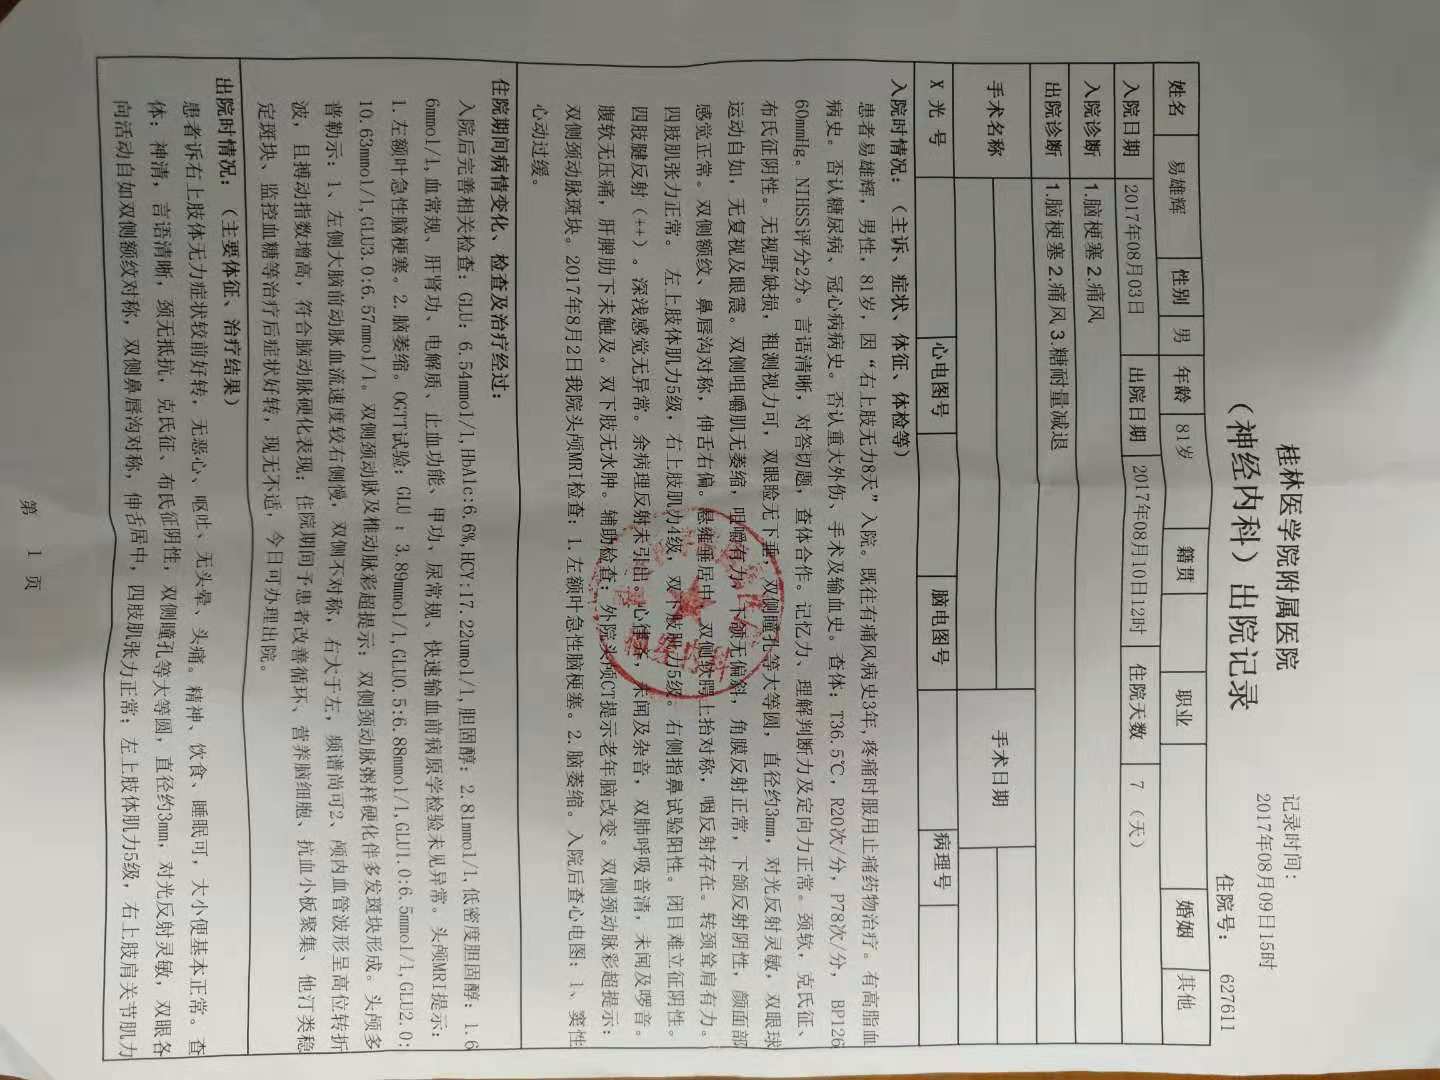 桂林医学院附属医院
（神经内科）出院记录
记录时间：
2017年08月09日15时
住院号： 627611
姓名 易雄辉 性别 男 年龄 81岁 籍贯 职业 婚姻 其他
入院日期 2017年08月03日 出院日期 2017年08月10日12时 住院天数 7 （天）
入院诊断 1.脑梗塞 2.痛风
出院诊断 1.脑梗塞 2.痛风 3.糖耐量减退
手术名称 手术日期
X 光 号 心电图号 脑电图号 病理号
入院时情况：（主诉、症状、体征、体检等）
患者易雄辉，男性，81岁，因“右上肢无力8天”入院。既往有痛风病史3年，疼痛时服用止痛药物治疗。有高脂血
病史。否认糖尿病、冠心病病史。否认重大外伤、手术及输血史。查体：T36.5℃，R20次/分，P78次/分， BP126
60mmHg。NIHSS评分2分。言语清晰，对答切题，查体合作。记忆力、理解判断力及定向力正常。颈软，克氏征、
布氏征阴性。无视野缺损，粗测视力可，双眼睑无下垂，双侧瞳孔等大等圆，直径约3mm，对光反射灵敏，双眼球
运动自如，无复视及眼震。双侧咀嚼肌无萎缩，咀嚼有力，下颌无偏斜，角膜反射正常，下颌反射阴性，颜面部
感觉正常。双侧额纹、鼻唇沟对称，伸舌右偏。悬雍垂居中，双侧软腭上抬对称，咽反射存在。转颈耸肩有力。
四肢肌张力正常。 左上肢体肌力5级，右上肢肌力4级，双下肢肌力5级。右侧指鼻试验阳性。闭目难立征阴性。
四肢腱反射（++）。深浅感觉无异常。余病理反射未引出。心律齐，未闻及杂音，双肺呼吸音清，未闻及啰音。
腹软无压痛，肝脾肋下未触及。双下肢无水肿。辅助检查：外院头颅CT提示老年脑改变。双侧颈动脉彩超提示：
双侧颈动脉斑块。2017年8月2日我院头颅MRI检查：1.左额叶急性脑梗塞。2.脑萎缩。入院后查心电图：1、窦性
心动过缓。
住院期间病情变化、检查及治疗经过：
入院后完善相关检查：GLU：6.54mmol/l,HbA1c:6.6%,HCY:17.22umol/l,胆固醇：2.81mmol/l,低密度胆固醇：1.6
6mmol/l,血常规、肝肾功、电解质、止血功能、甲功、尿常规、快速输血前病原学检验未见异常。头颅MRI提示：
1.左额叶急性脑梗塞。2.脑萎缩。OGTT试验：GLU ：3.89mmol/l,GLU0.5:6.88mmol/l,GLU1.0:6.5mmol/l,GLU2.0:
10.63mmol/l,GLU3.0:6.57mmol/l。双侧颈动脉及椎动脉彩超提示：双侧颈动脉粥样硬化伴多发斑块形成。头颅多
普勒示：1、左侧大脑前动脉血流速度较右侧慢，双侧不对称，右大于左，频谱尚可2、颅内血管波形呈高位转折
波，且搏动指数增高，符合脑动脉硬化表现；住院期间予患者改善循环、营养脑细胞、抗血小板聚集、他汀类稳
定斑块、监控血糖等治疗后症状好转，现无不适，今日可办理出院。
出院时情况：（主要体征、治疗结果）
患者诉右上肢体无力症状较前好转，无恶心、呕吐、无头晕、头痛。精神、饮食、睡眠可，大小便基本正常。查
体：神清，言语清晰，颈无抵抗，克氏征、布氏征阴性，双侧瞳孔等大等圆，直径约3mm，对光反射灵敏，双眼各
向活动自如双侧额纹对称，双侧鼻唇沟对称，伸舌居中，四肢肌张力正常；左上肢体肌力5级，右上肢肩关节肌力
第 1 页